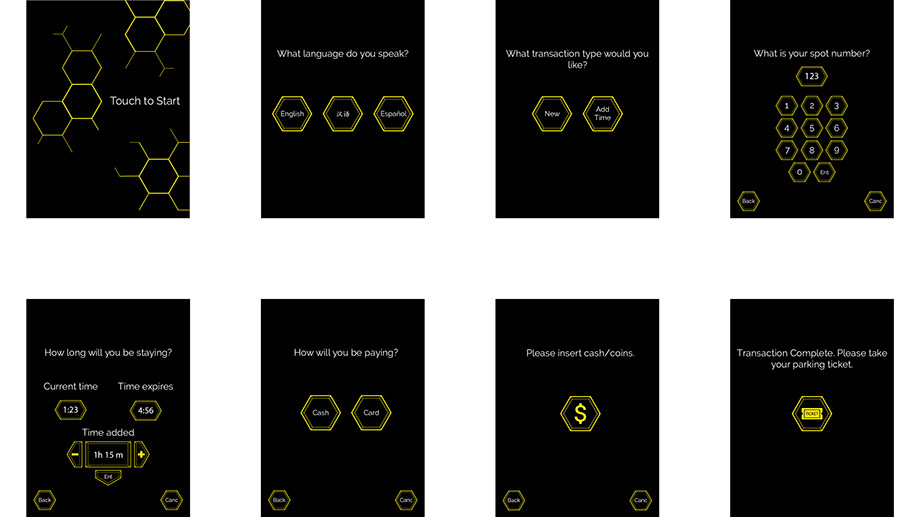 Touch to Start
What language do you speak?
English
汉语
Español
What transaction type would you
like?
New
Add
Time
What is your spot number?
123
1 2 3
4 5 6
7 8 9
0 Ent
Back Canc
How long will you be staying?
Current time Time expires
1:23 4:56
Time added
- 1h 15 m +
Ent
Back Canc
How will you be paying?
Cash Card
Back Canc
Please insert cash/coins.
$
Back Canc
Transaction Complete. Please take
your parking ticket.
TICKET